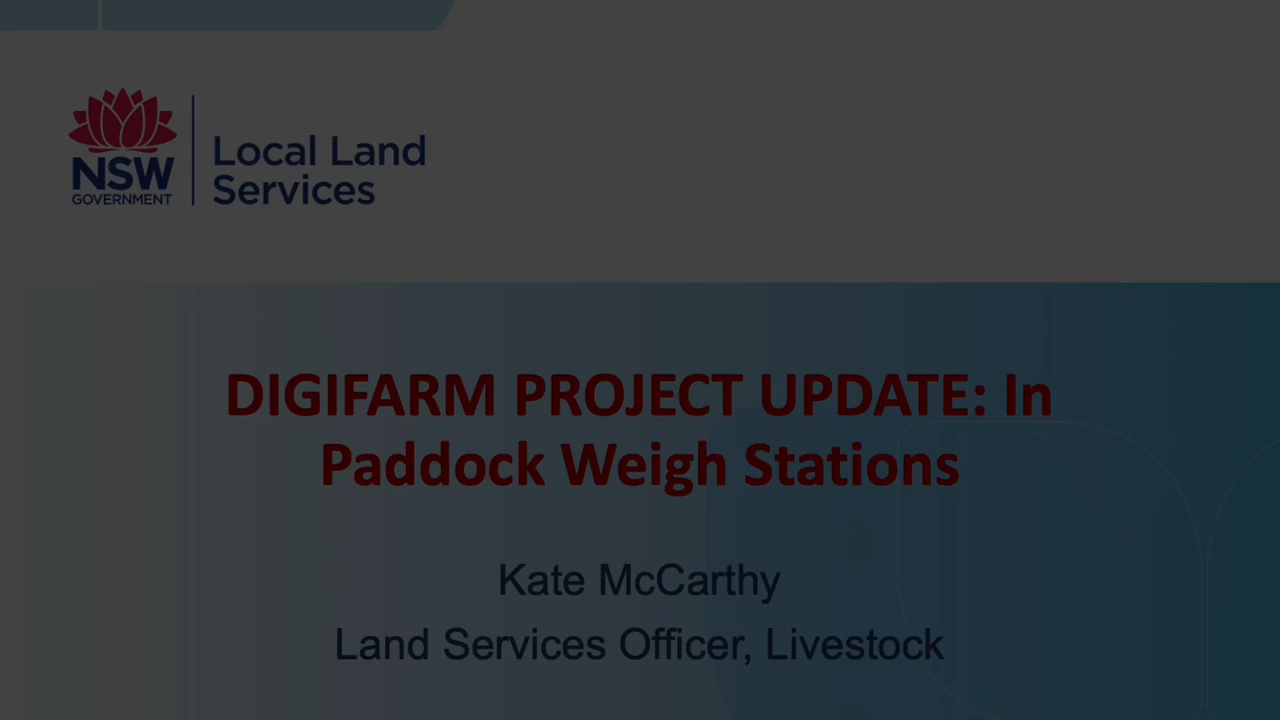 NSW
GOVERNMENT
Local Land
Services
DIGIFARM PROJECT UPDATE: In
Paddock Weigh Stations
Kate McCarthy
Land Services Officer, Livestock